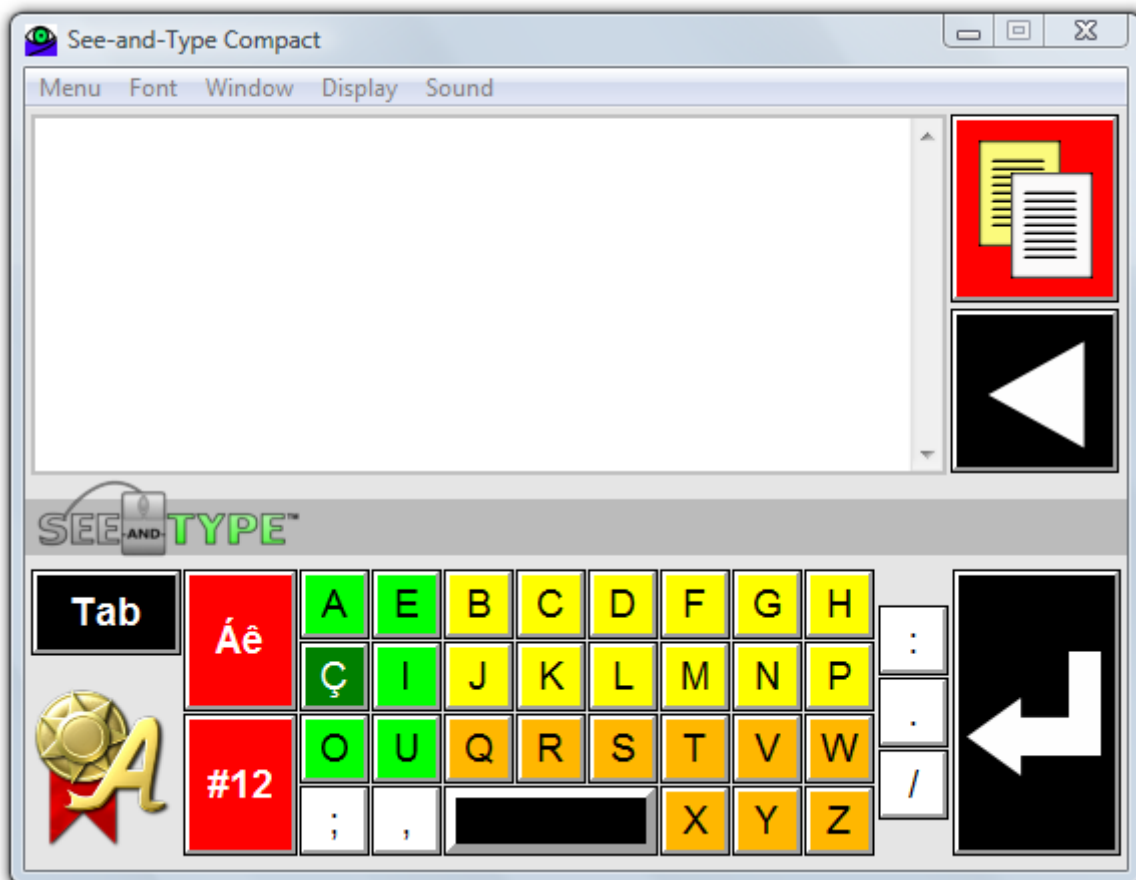 See-and-Type Compact
Menu Font Window Display Sound
SEE-AND-TYPE™
Tab Áê A E B C D F G H :
Ç I J K L M N P .
#12 O U Q R S T V W /
; , X Y Z
A